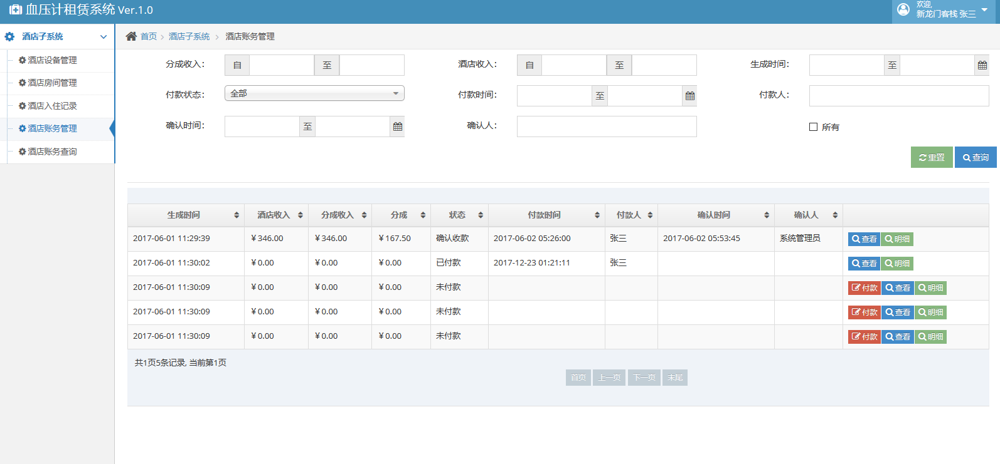 血压计租赁系统 Ver.1.0
欢迎,
新龙门客栈 张三
酒店子系统
酒店设备管理
酒店房间管理
酒店入住记录
酒店账务管理
酒店账务查询
首页 > 酒店子系统 > 酒店账务管理
分成收入: 自 至 酒店收入: 自 至 生成时间: 至
付款状态: 全部 付款时间: 至 付款人:
确认时间: 至 确认人: 所有
重置 查询
生成时间 酒店收入 分成收入 分成 状态 付款时间 付款人 确认时间 确认人
2017-06-01 11:29:39 ￥346.00 ￥346.00 ￥167.50 确认收款 2017-06-02 05:26:00 张三 2017-06-02 05:53:45 系统管理员 查看 明细
2017-06-01 11:30:02 ￥0.00 ￥0.00 ￥0.00 已付款 2017-12-23 01:21:11 张三 查看 明细
2017-06-01 11:30:09 ￥0.00 ￥0.00 ￥0.00 未付款 付款 查看 明细
2017-06-01 11:30:09 ￥0.00 ￥0.00 ￥0.00 未付款 付款 查看 明细
2017-06-01 11:30:09 ￥0.00 ￥0.00 ￥0.00 未付款 付款 查看 明细
共1页5条记录, 当前第1页
首页 上一页 下一页 末尾